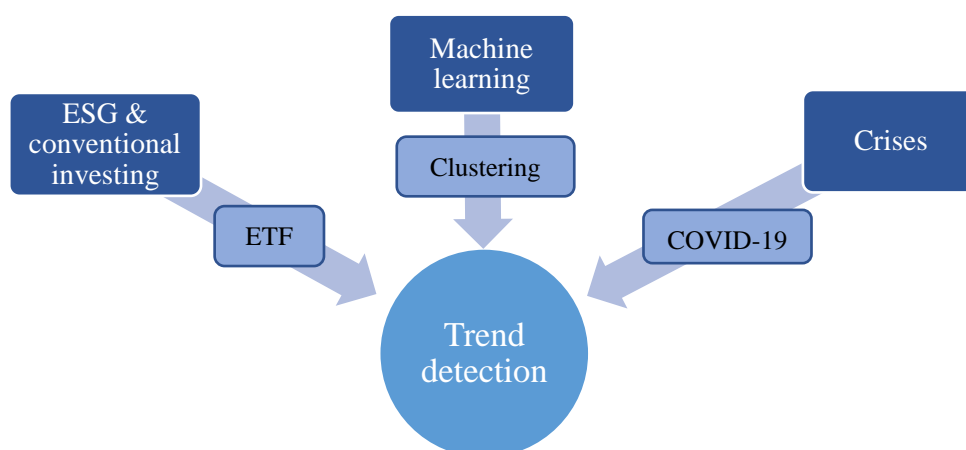 Machine
learning
ESG &
conventional
investing
Crises
Clustering
ETF
COVID-19
Trend
detection